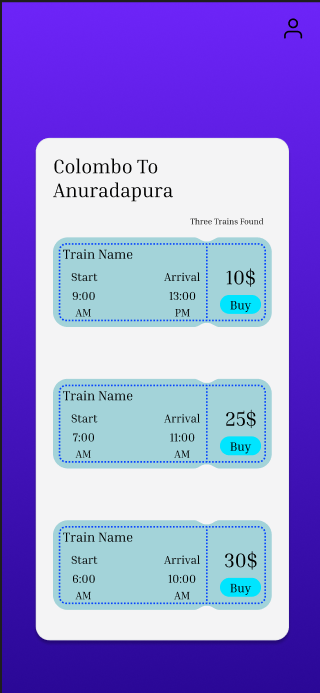 Colombo To
Anuradapura
Three Trains Found
Train Name
Start Arrival 10$
9:00 13:00 Buy
AM PM
Train Name
Start Arrival 25$
7:00 11:00 Buy
AM AM
Train Name
Start Arrival 30$
6:00 10:00 Buy
AM AM